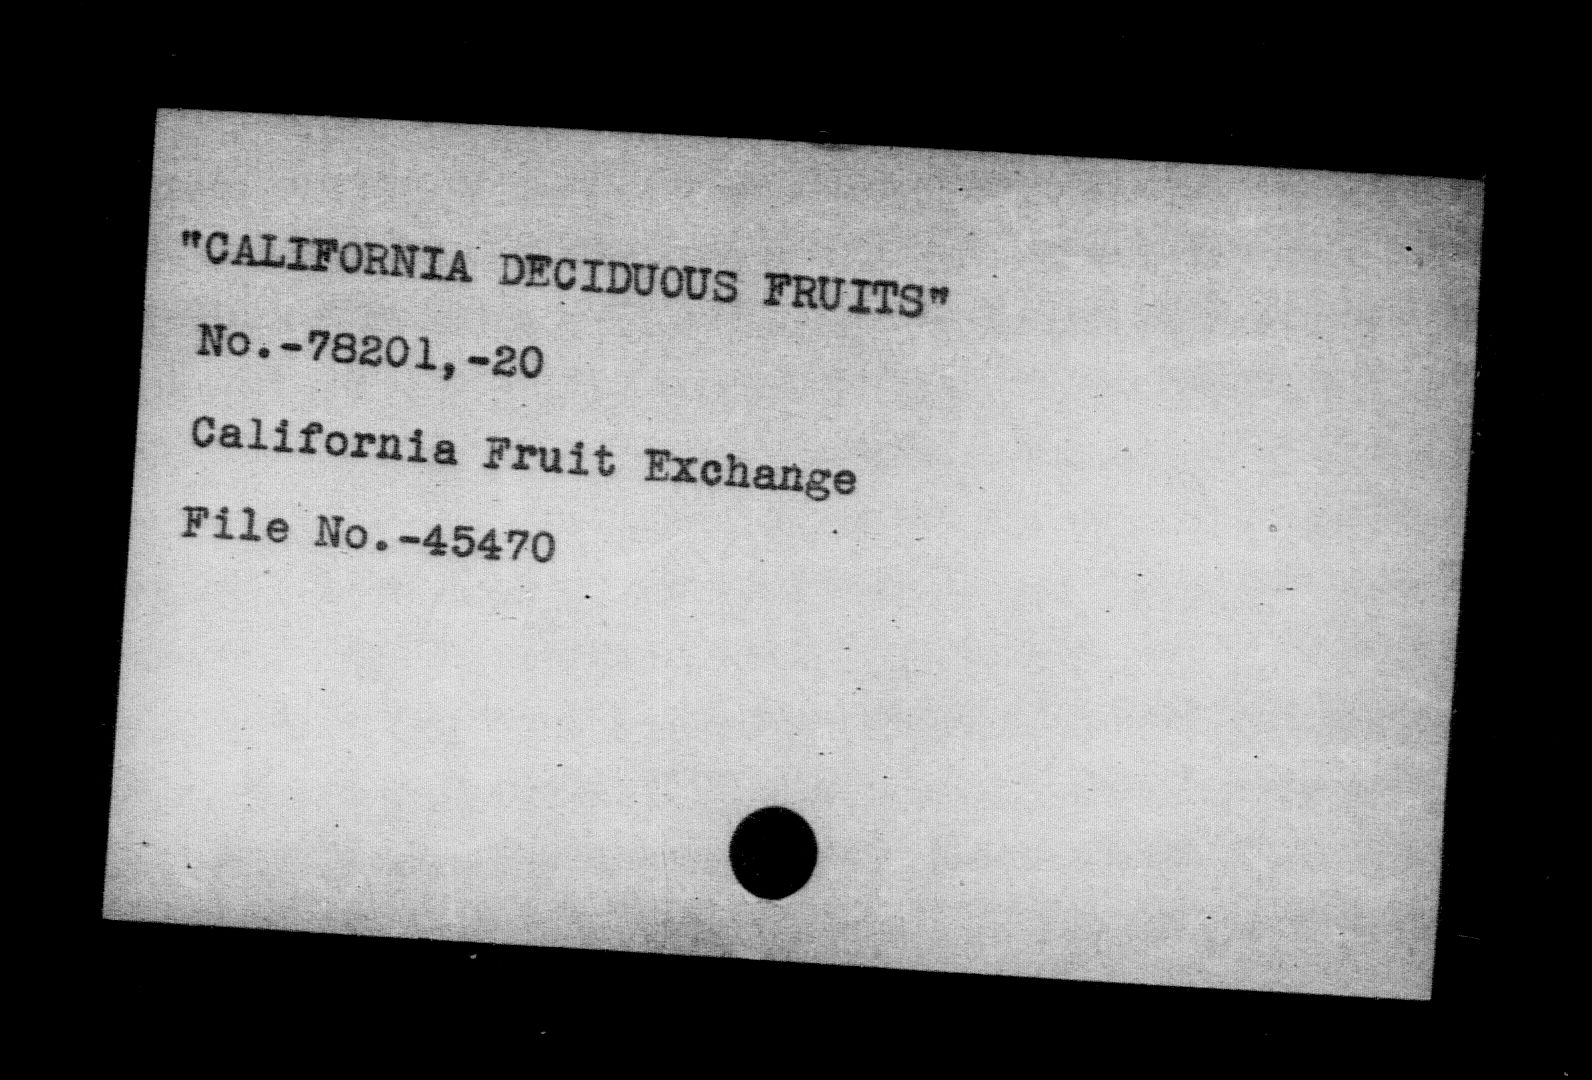 "CALIFORNIA DECIDUOUS FRUITS"
No.-78201,-20
California Fruit Exchange
File No.-45470